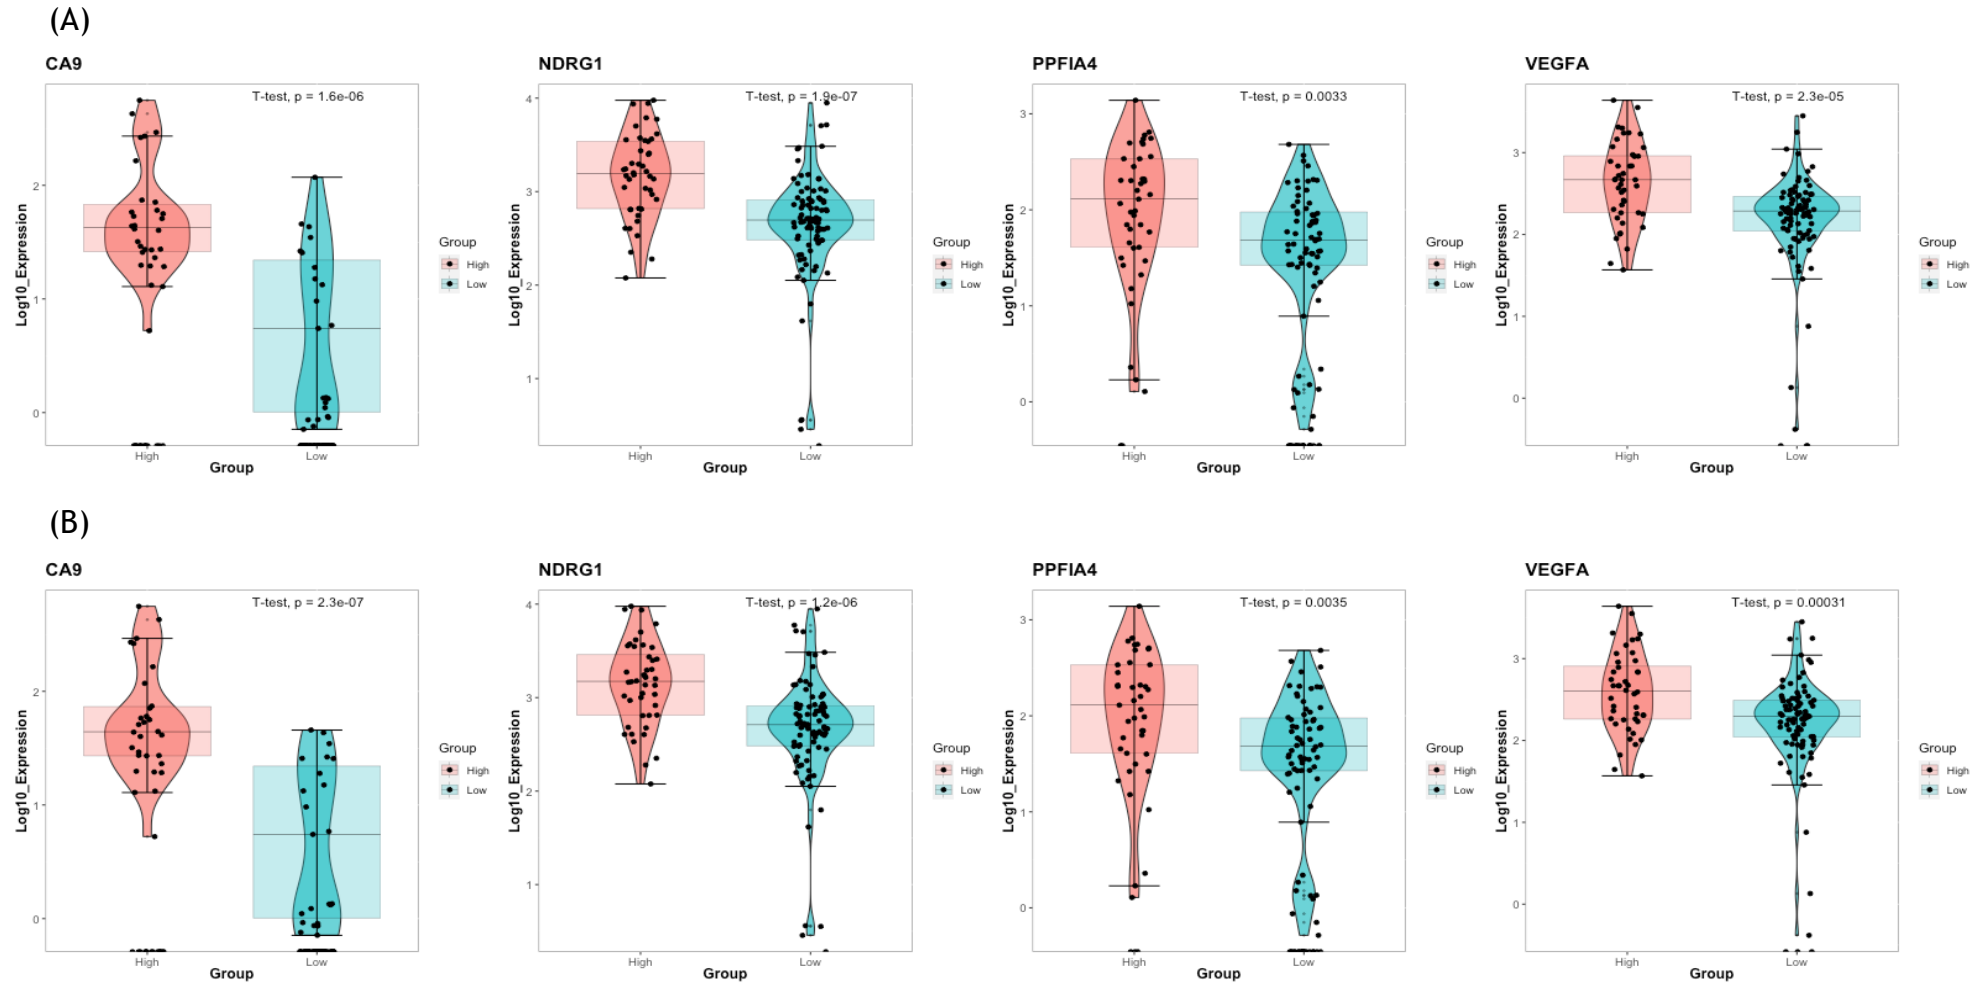 (A)
CA9
T-test, p = 1.6e-06
Log10_Expression
2
1
0
High
Low
Group
Group
High
Low
NDRG1
T-test, p = 1.9e-07
Log10_Expression
4
3
2
1
High
Low
Group
Group
High
Low
PPFIA4
T-test, p = 0.0033
Log10_Expression
3
2
1
0
High
Low
Group
Group
High
Low
VEGFA
T-test, p = 2.3e-05
Log10_Expression
3
2
1
0
High
Low
Group
Group
High
Low
(B)
CA9
T-test, p = 2.3e-07
Log10_Expression
2
1
0
High
Low
Group
Group
High
Low
NDRG1
T-test, p = 1.2e-06
Log10_Expression
4
3
2
1
High
Low
Group
Group
High
Low
PPFIA4
T-test, p = 0.0035
Log10_Expression
3
2
1
0
High
Low
Group
Group
High
Low
VEGFA
T-test, p = 0.00031
Log10_Expression
3
2
1
0
High
Low
Group
Group
High
Low